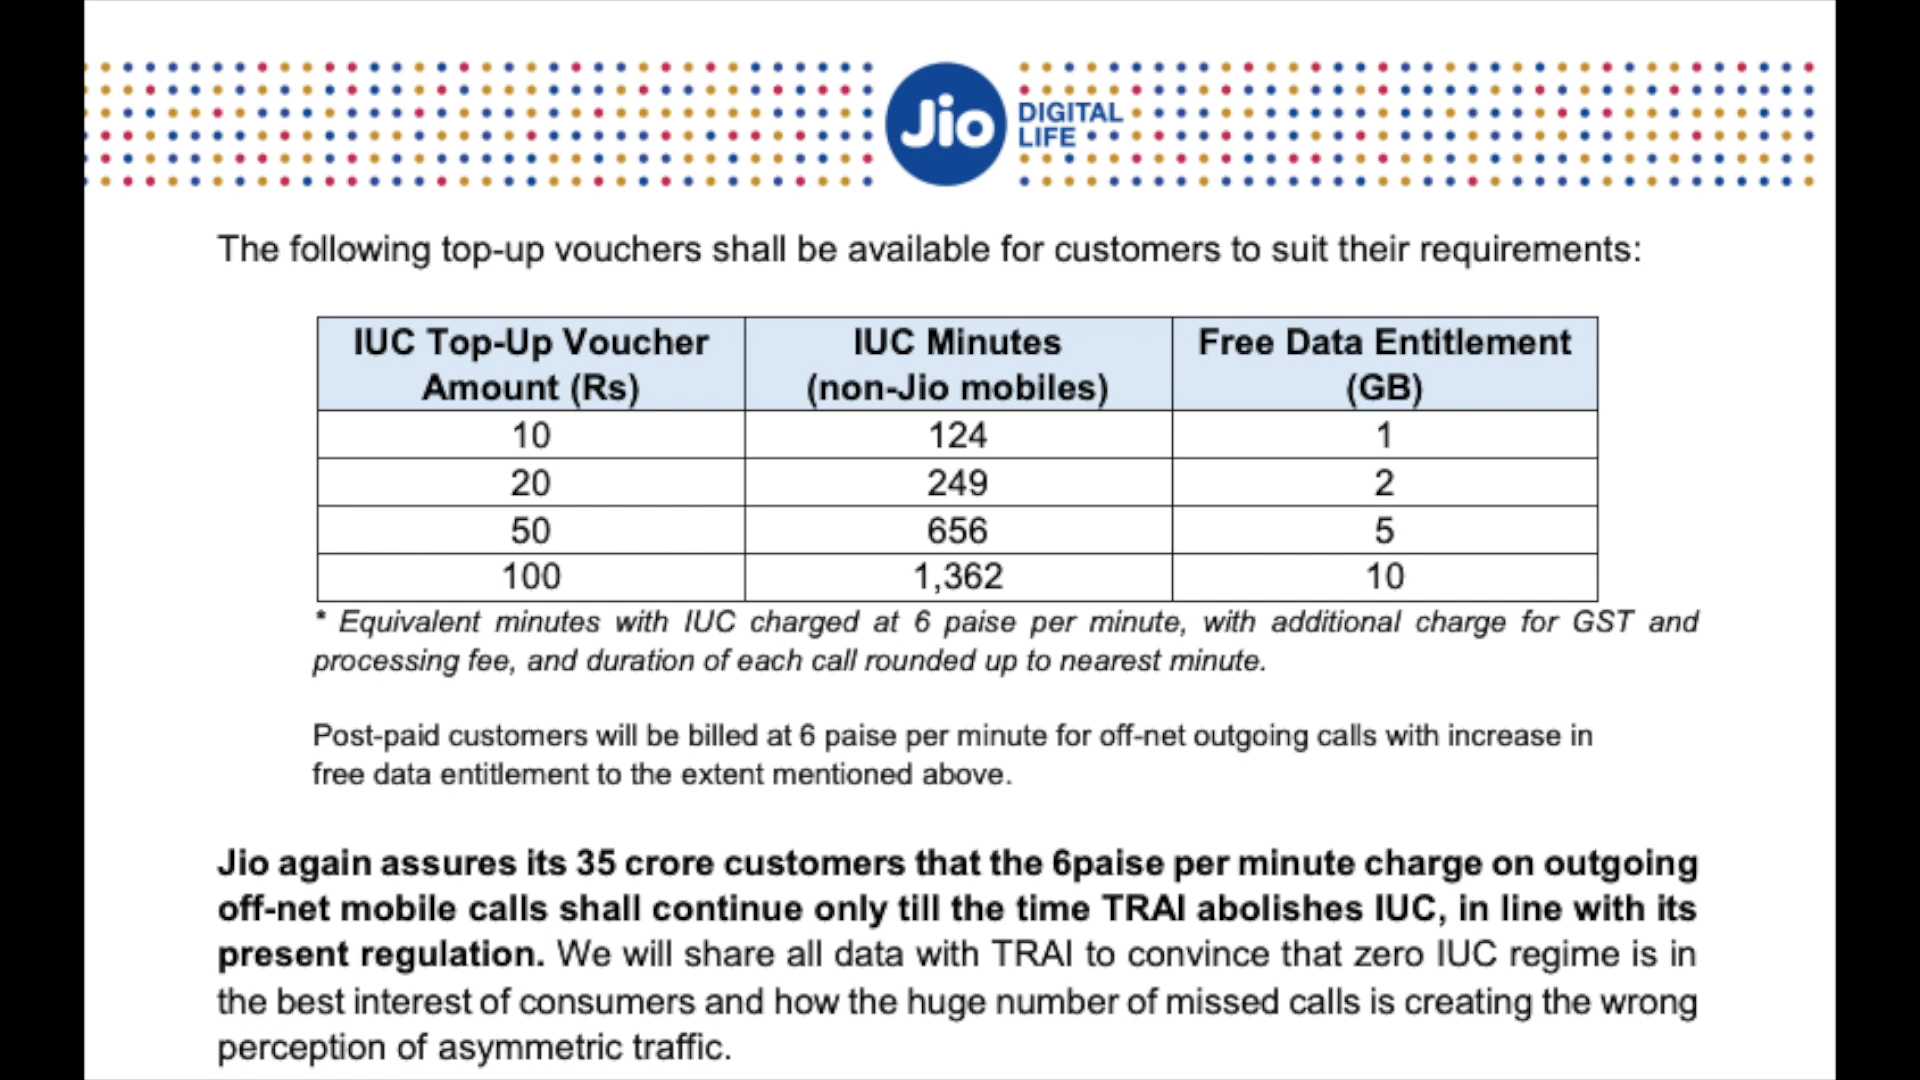 Jio
DIGITAL
LIFE
The following top-up vouchers shall be available for customers to suit their requirements:
IUC Top-Up Voucher Amount (Rs) IUC Minutes (non-Jio mobiles) Free Data Entitlement (GB)
10 124 1
20 249 2
50 656 5
100 1,362 10
* Equivalent minutes with IUC charged at 6 paise per minute, with additional charge for GST and
processing fee, and duration of each call rounded up to nearest minute.
Post-paid customers will be billed at 6 paise per minute for off-net outgoing calls with increase in
free data entitlement to the extent mentioned above.
Jio again assures its 35 crore customers that the 6paise per minute charge on outgoing
off-net mobile calls shall continue only till the time TRAI abolishes IUC, in line with its
present regulation. We will share all data with TRAI to convince that zero IUC regime is in
the best interest of consumers and how the huge number of missed calls is creating the wrong
perception of asymmetric traffic.